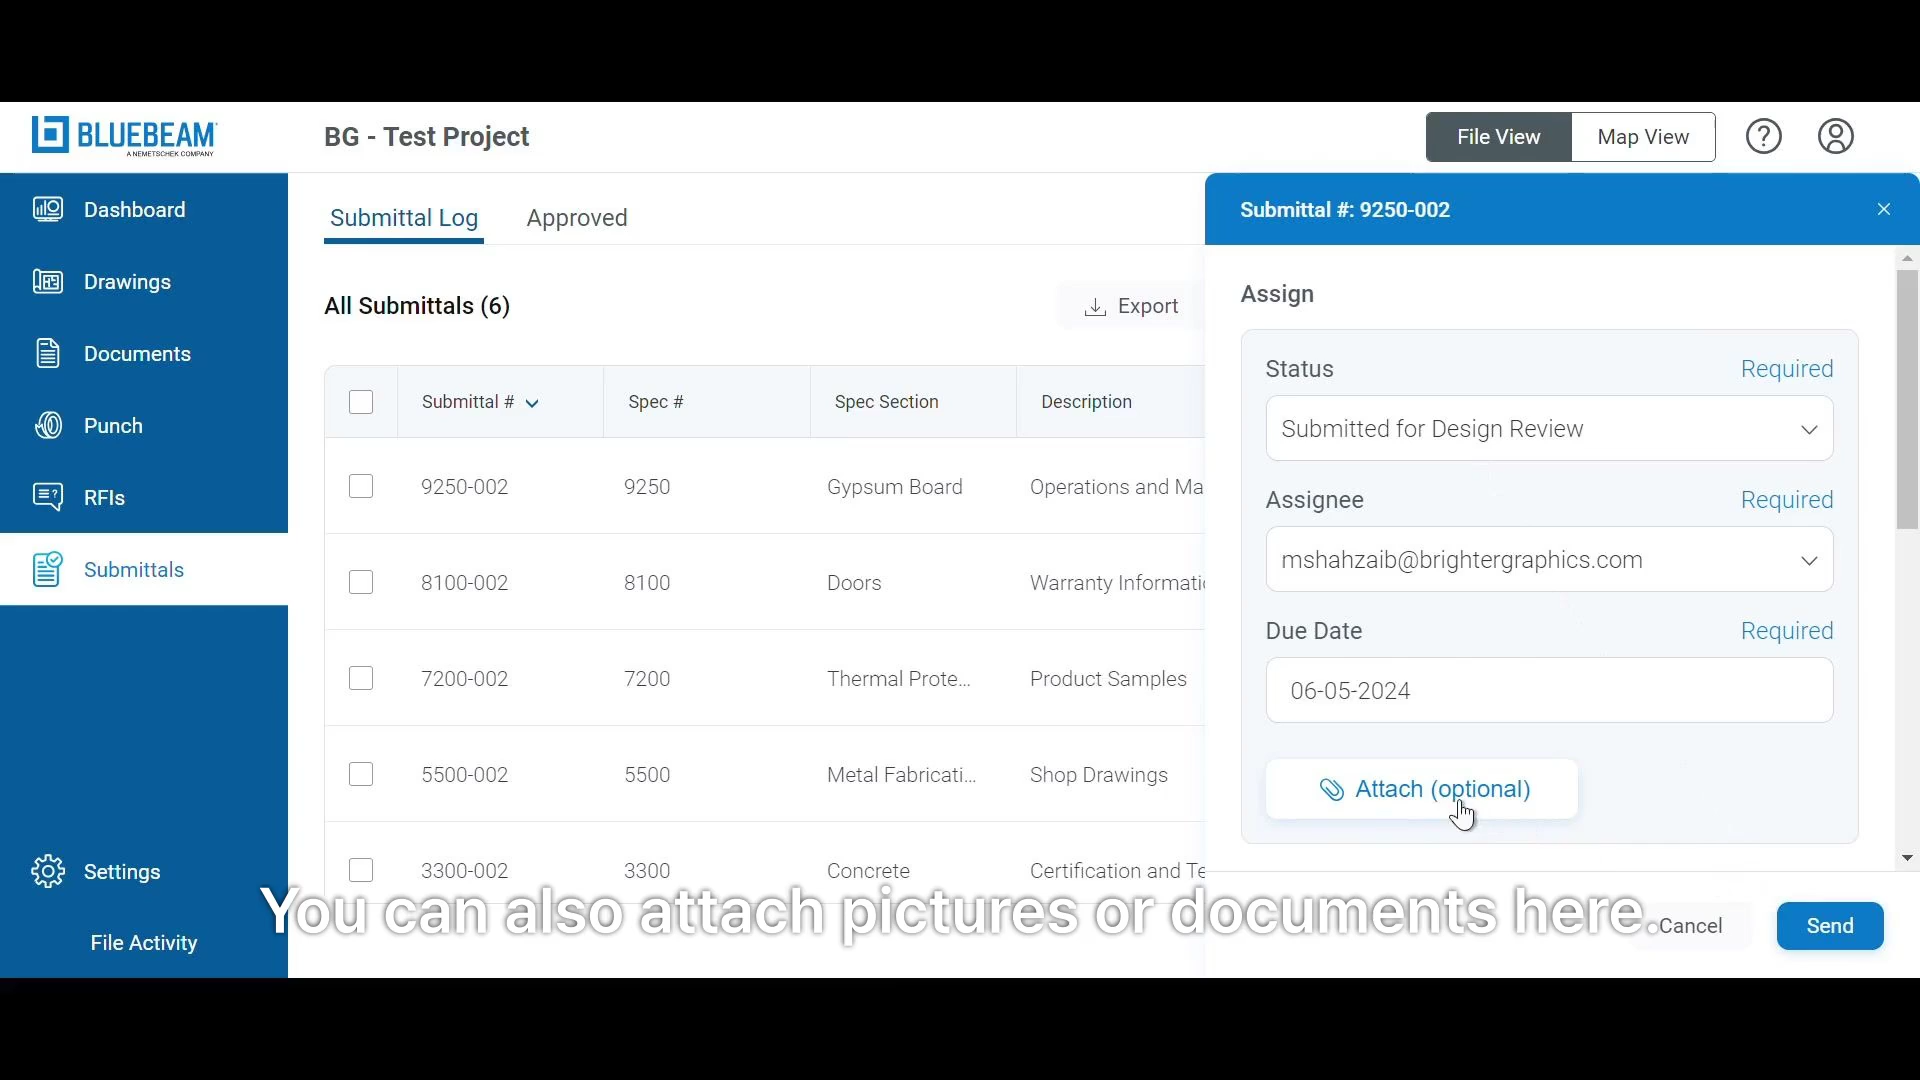 BLUEBEAM
A NEMETSCHEK COMPANY
BG - Test Project
File View
Map View
Dashboard
Drawings
Documents
Punch
RFIs
Submittals
Settings
File Activity
Submittal Log
Approved
All Submittals (6)
Export
Submittal #
Spec #
Spec Section
Description
9250-002
9250
Gypsum Board
Operations and Ma
8100-002
8100
Doors
Warranty Informati
7200-002
7200
Thermal Prote...
Product Samples
5500-002
5500
Metal Fabricati...
Shop Drawings
3300-002
3300
Concrete
Certification and Te
Submittal #: 9250-002
Assign
Status
Required
Submitted for Design Review
Assignee
Required
mshahzaib@brightergraphics.com
Due Date
Required
06-05-2024
Attach (optional)
Cancel
Send
You can also attach pictures or documents here.